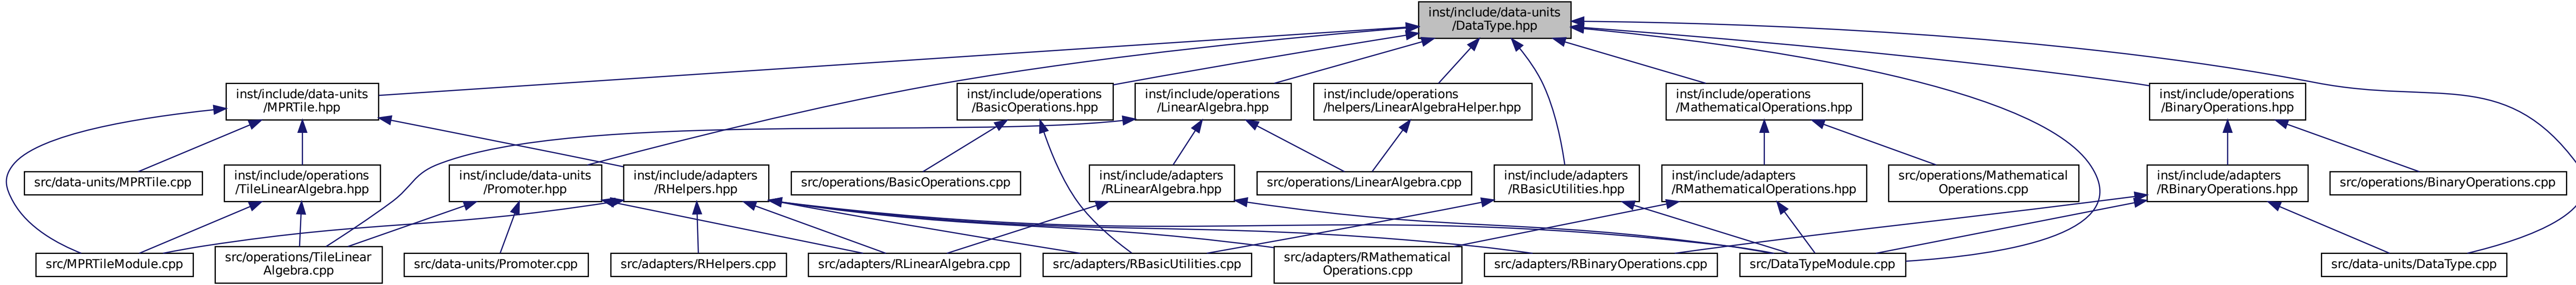 inst/include/data-units
/DataType.hpp
inst/include/data-units
/MPRTile.hpp
inst/include/operations
/BasicOperations.hpp
inst/include/operations
/LinearAlgebra.hpp
inst/include/operations
/helpers/LinearAlgebraHelper.hpp
inst/include/operations
/MathematicalOperations.hpp
inst/include/operations
/BinaryOperations.hpp
src/data-units/MPRTile.cpp
inst/include/operations
/TileLinearAlgebra.hpp
inst/include/data-units
/Promoter.hpp
inst/include/adapters
/RHelpers.hpp
src/operations/BasicOperations.cpp
inst/include/adapters
/RLinearAlgebra.hpp
src/operations/LinearAlgebra.cpp
inst/include/adapters
/RBasicUtilities.hpp
inst/include/adapters
/RMathematicalOperations.hpp
src/operations/Mathematical
Operations.cpp
inst/include/adapters
/RBinaryOperations.hpp
src/operations/BinaryOperations.cpp
src/MPRTileModule.cpp
src/operations/TileLinear
Algebra.cpp
src/data-units/Promoter.cpp
src/adapters/RHelpers.cpp
src/adapters/RLinearAlgebra.cpp
src/adapters/RBasicUtilities.cpp
src/adapters/RMathematical
Operations.cpp
src/adapters/RBinaryOperations.cpp
src/DataTypeModule.cpp
src/data-units/DataType.cpp